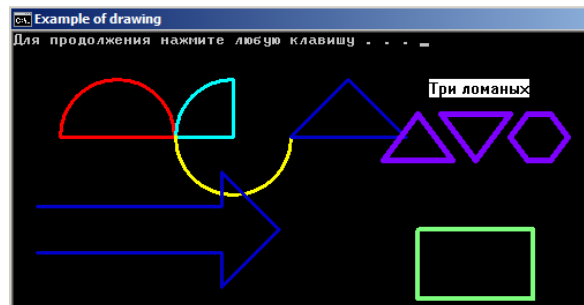 Example of drawing
Для продолжения нажмите любую клавишу . . . _
Три ломаных